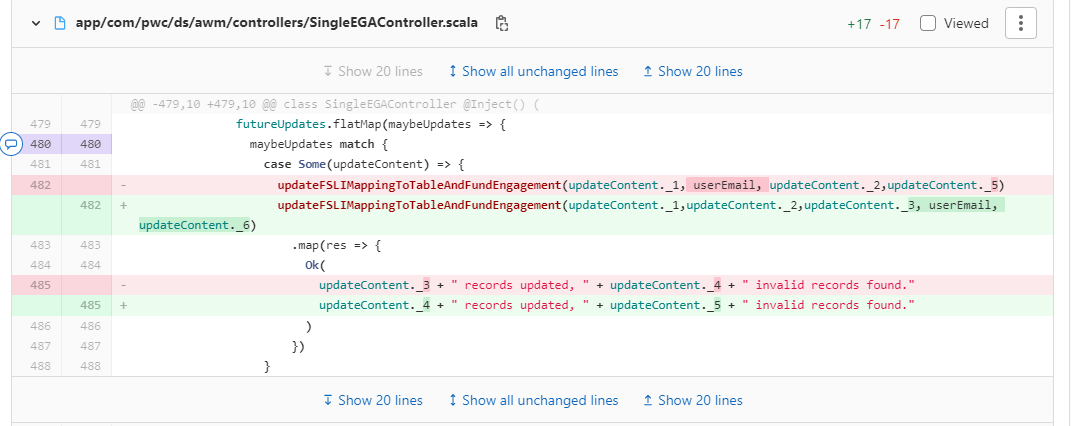 app/com/pwc/ds/awm/controllers/SingleEGAController.scala
+17 -17 Viewed
Show 20 lines Show all unchanged lines Show 20 lines
@@ -479,10 +479,10 @@ class SingleEGAController @Inject() (
479 479 futureUpdates.flatMap(maybeUpdates => {
480 480 maybeUpdates match {
481 481 case Some(updateContent) => {
482 - updateFSLIMappingToTableAndFundEngagement(updateContent._1, userEmail, updateContent._2,updateContent._5)
482 + updateFSLIMappingToTableAndFundEngagement(updateContent._1,updateContent._2,updateContent._3, userEmail,
updateContent._6)
483 483 .map(res => {
484 484 Ok(
485 - updateContent._3 + " records updated, " + updateContent._4 + " invalid records found."
485 + updateContent._4 + " records updated, " + updateContent._5 + " invalid records found."
486 486 )
487 487 })
488 488 }
Show 20 lines Show all unchanged lines Show 20 lines